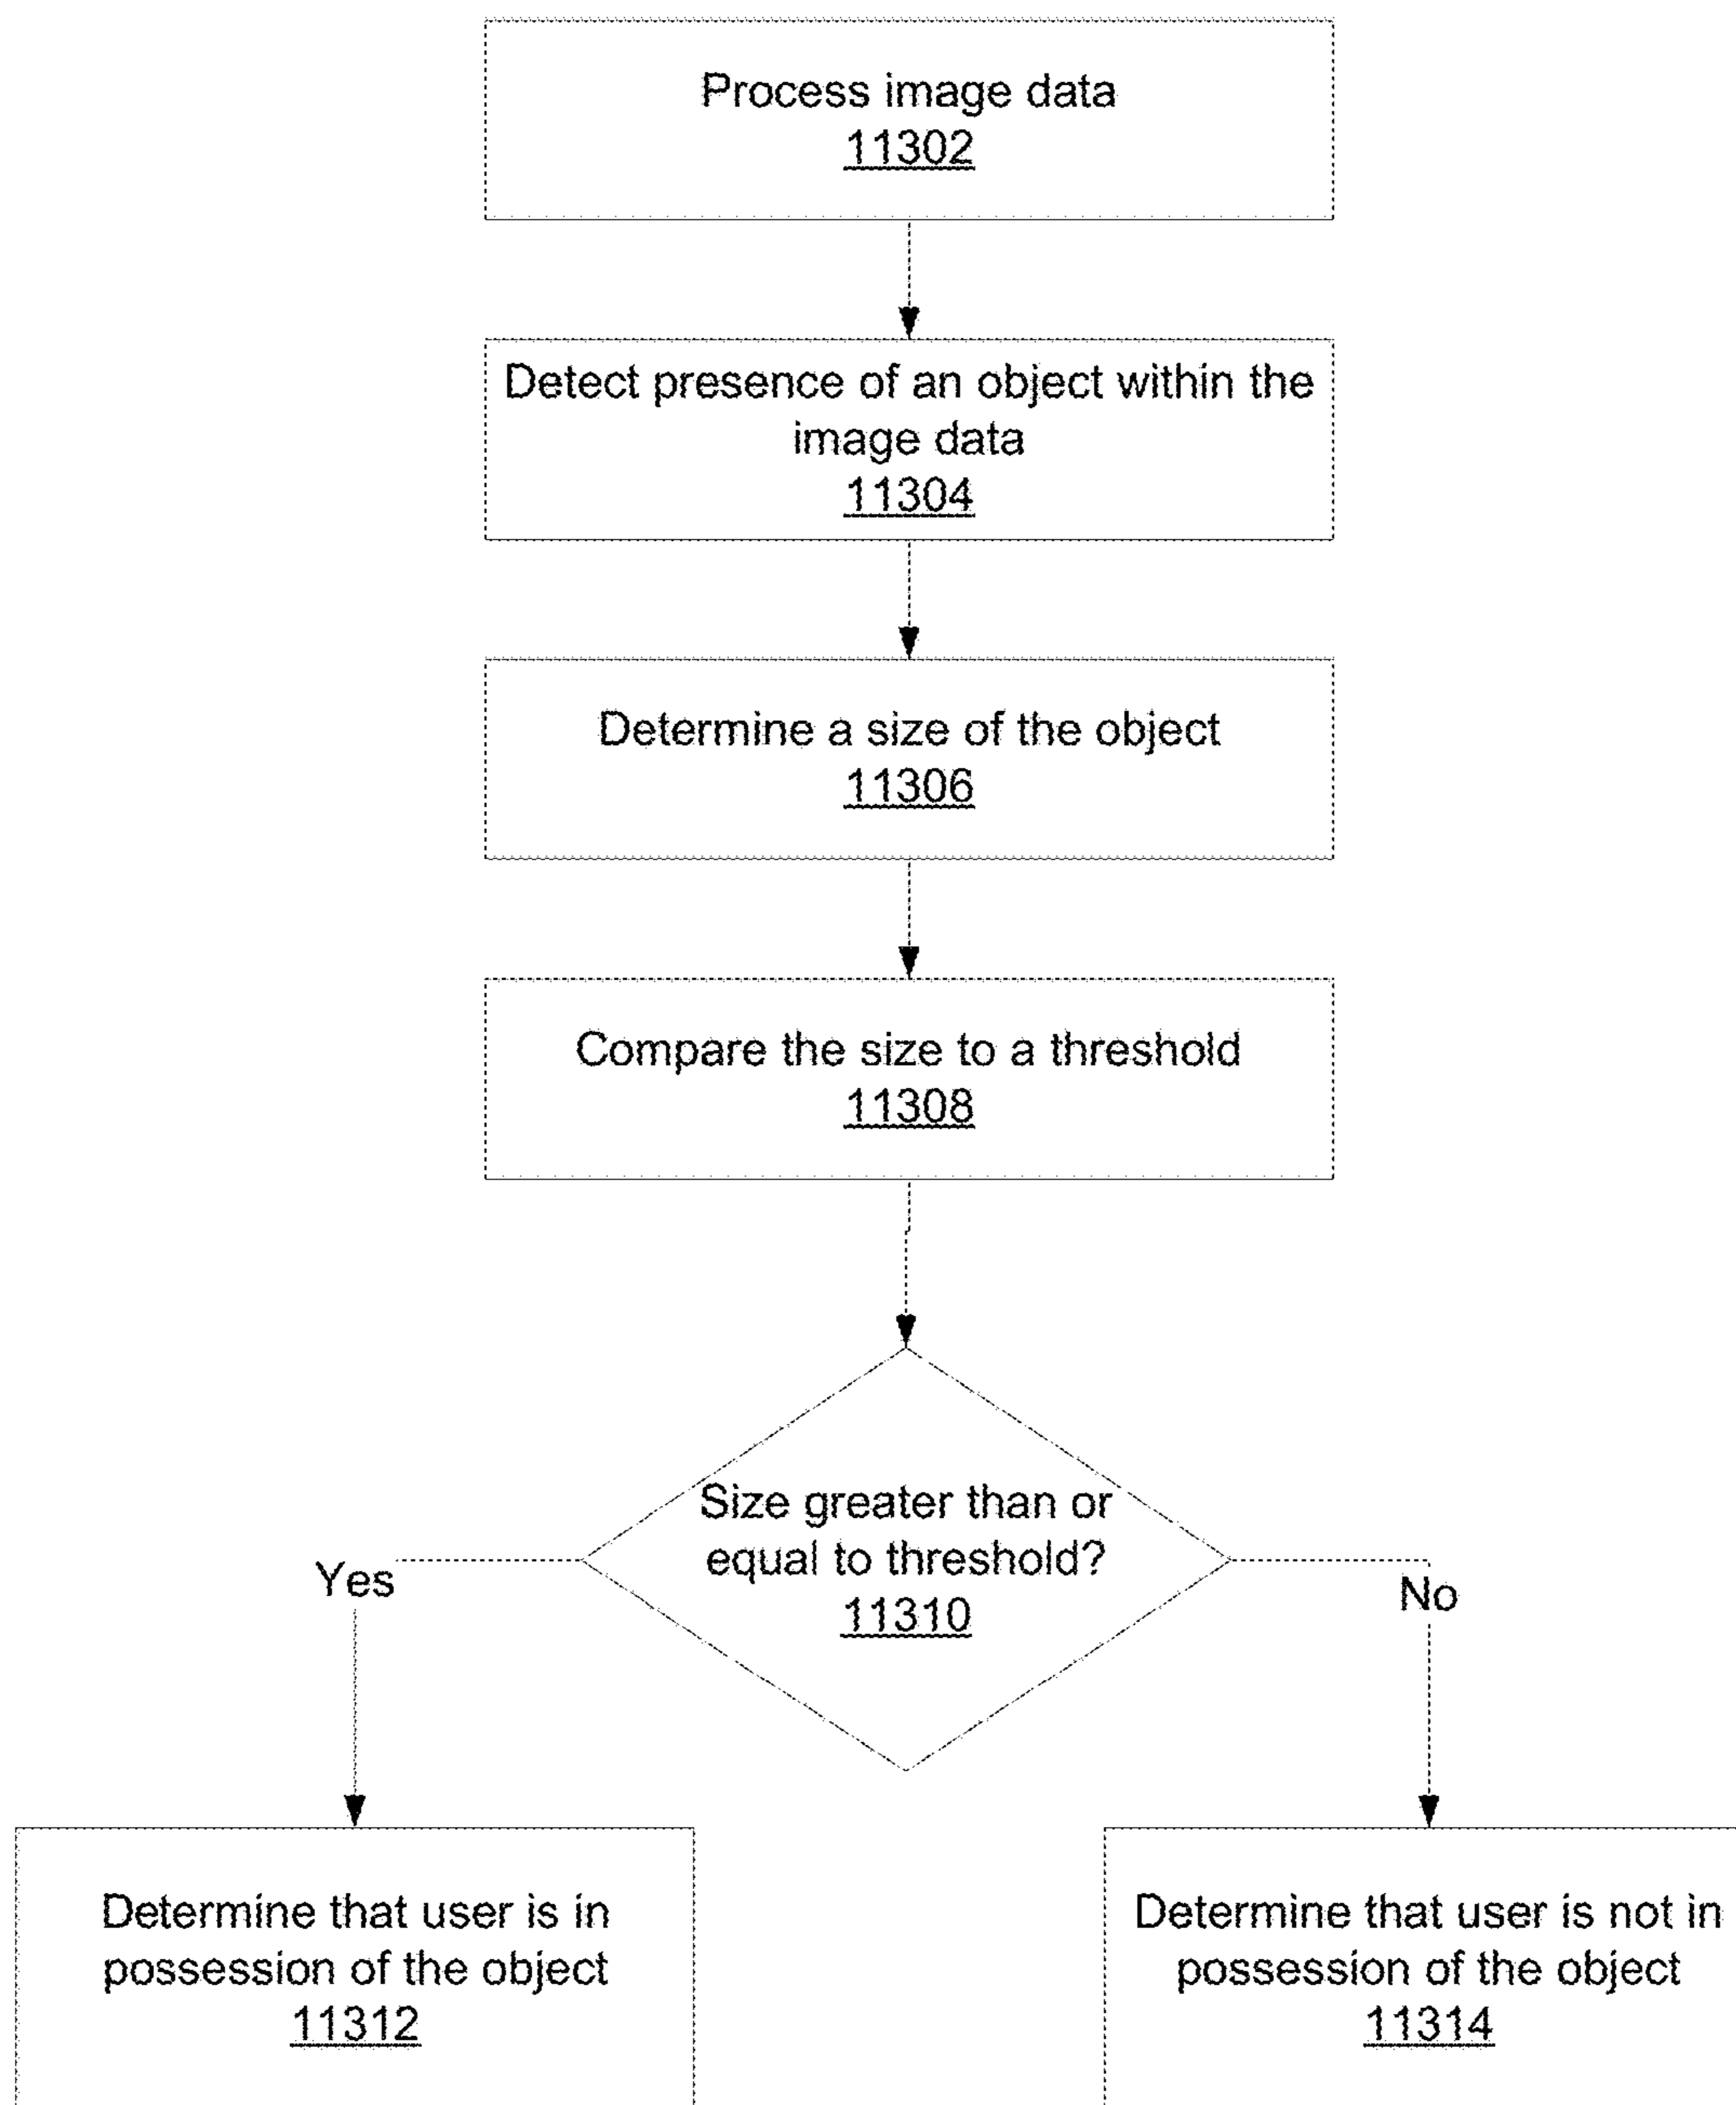 Process image data
11302
Detect presence of an object within the
image data
11304
Determine a size of the object
11306
Compare the size to a threshold
11308
Size greater than or
equal to threshold?
11310
Yes
No
Determine that user is in
possession of the object
11312
Determine that user is not in
possession of the object
11314